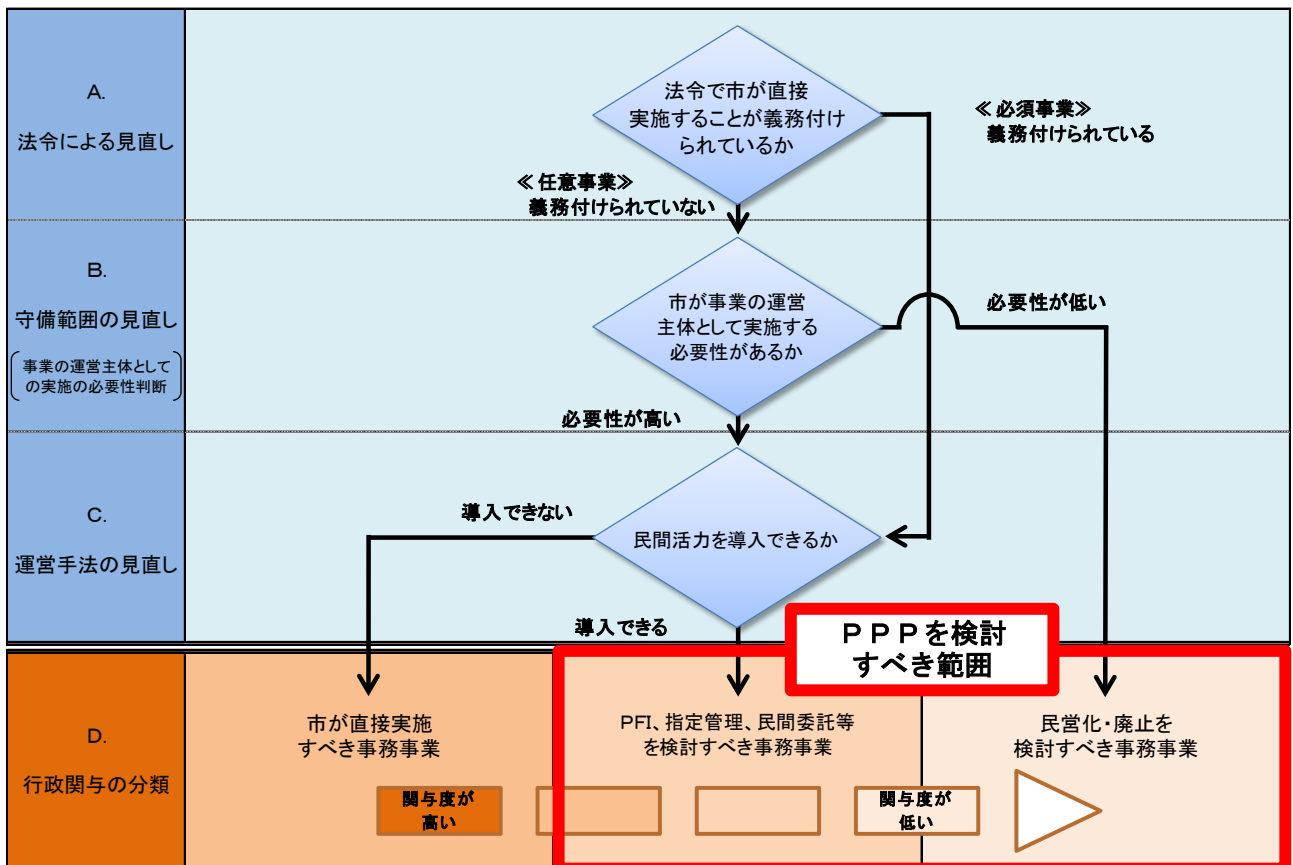 A.
法令による見直し
法令で市が直接
実施することが義務付け
られているか
≪必須事業≫
義務付けられている
≪任意事業≫
義務付けられていない
B.
守備範囲の見直し
事業の運営主体として
の実施の必要性判断
市が事業の運営
主体として実施する
必要性があるか
必要性が低い
必要性が高い
C.
運営手法の見直し
導入できない
民間活力を導入できるか
導入できる
ＰＰＰを検討
すべき範囲
D.
行政関与の分類
市が直接実施
すべき事務事業
PFI、指定管理、民間委託等
を検討すべき事務事業
民営化・廃止を
検討すべき事務事業
関与度が
高い
関与度が
低い